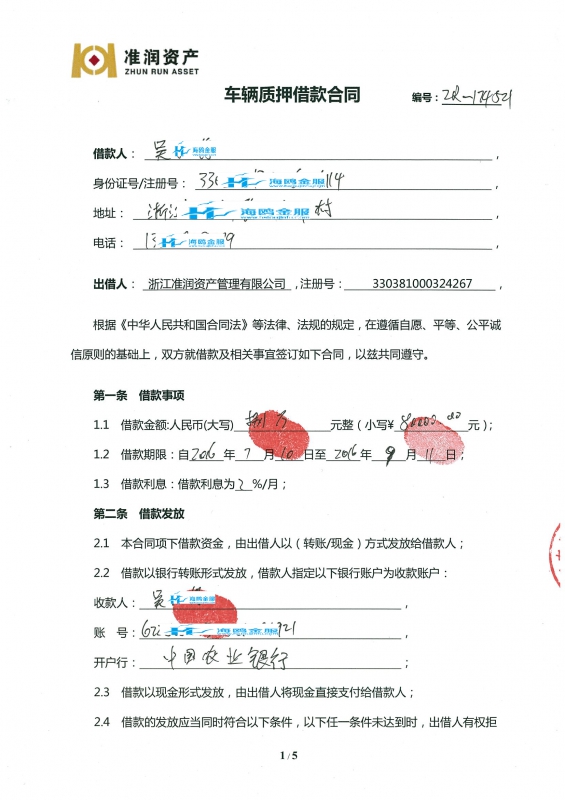 准润资产
ZHUN RUN ASSET
车辆质押借款合同
编号：ZR-174521
借款人：吴 海鸥金服，
身份证号/注册号：33 海鸥金服 114，
地址：浙江 海鸥金服 村，
电话：13 海鸥金服 9，
出借人：浙江准润资产管理有限公司，注册号：330381000324267，
根据《中华人民共和国合同法》等法律、法规的规定，在遵循自愿、平等、公平诚
信原则的基础上，双方就借款及相关事宜签订如下合同，以兹共同遵守。
第一条 借款事项
1.1 借款金额:人民币(大写) 捌万 元整（小写¥ 80000.00 元）；
1.2 借款期限：自2016年7月10日至2016年9月11日；
1.3 借款利息：借款利息为2%/月；
第二条 借款发放
2.1 本合同项下借款资金，由出借人以（转账/现金）方式发放给借款人；
2.2 借款以银行转账形式发放，借款人指定以下银行账户为收款账户：
收款人：吴 海鸥金服，
账 号：62 海鸥金服 921，
开户行：中国农业银行；
2.3 借款以现金形式发放，由出借人将现金直接支付给借款人；
2.4 借款的发放应当同时符合以下条件，以下任一条件未达到时，出借人有权拒
1 / 5